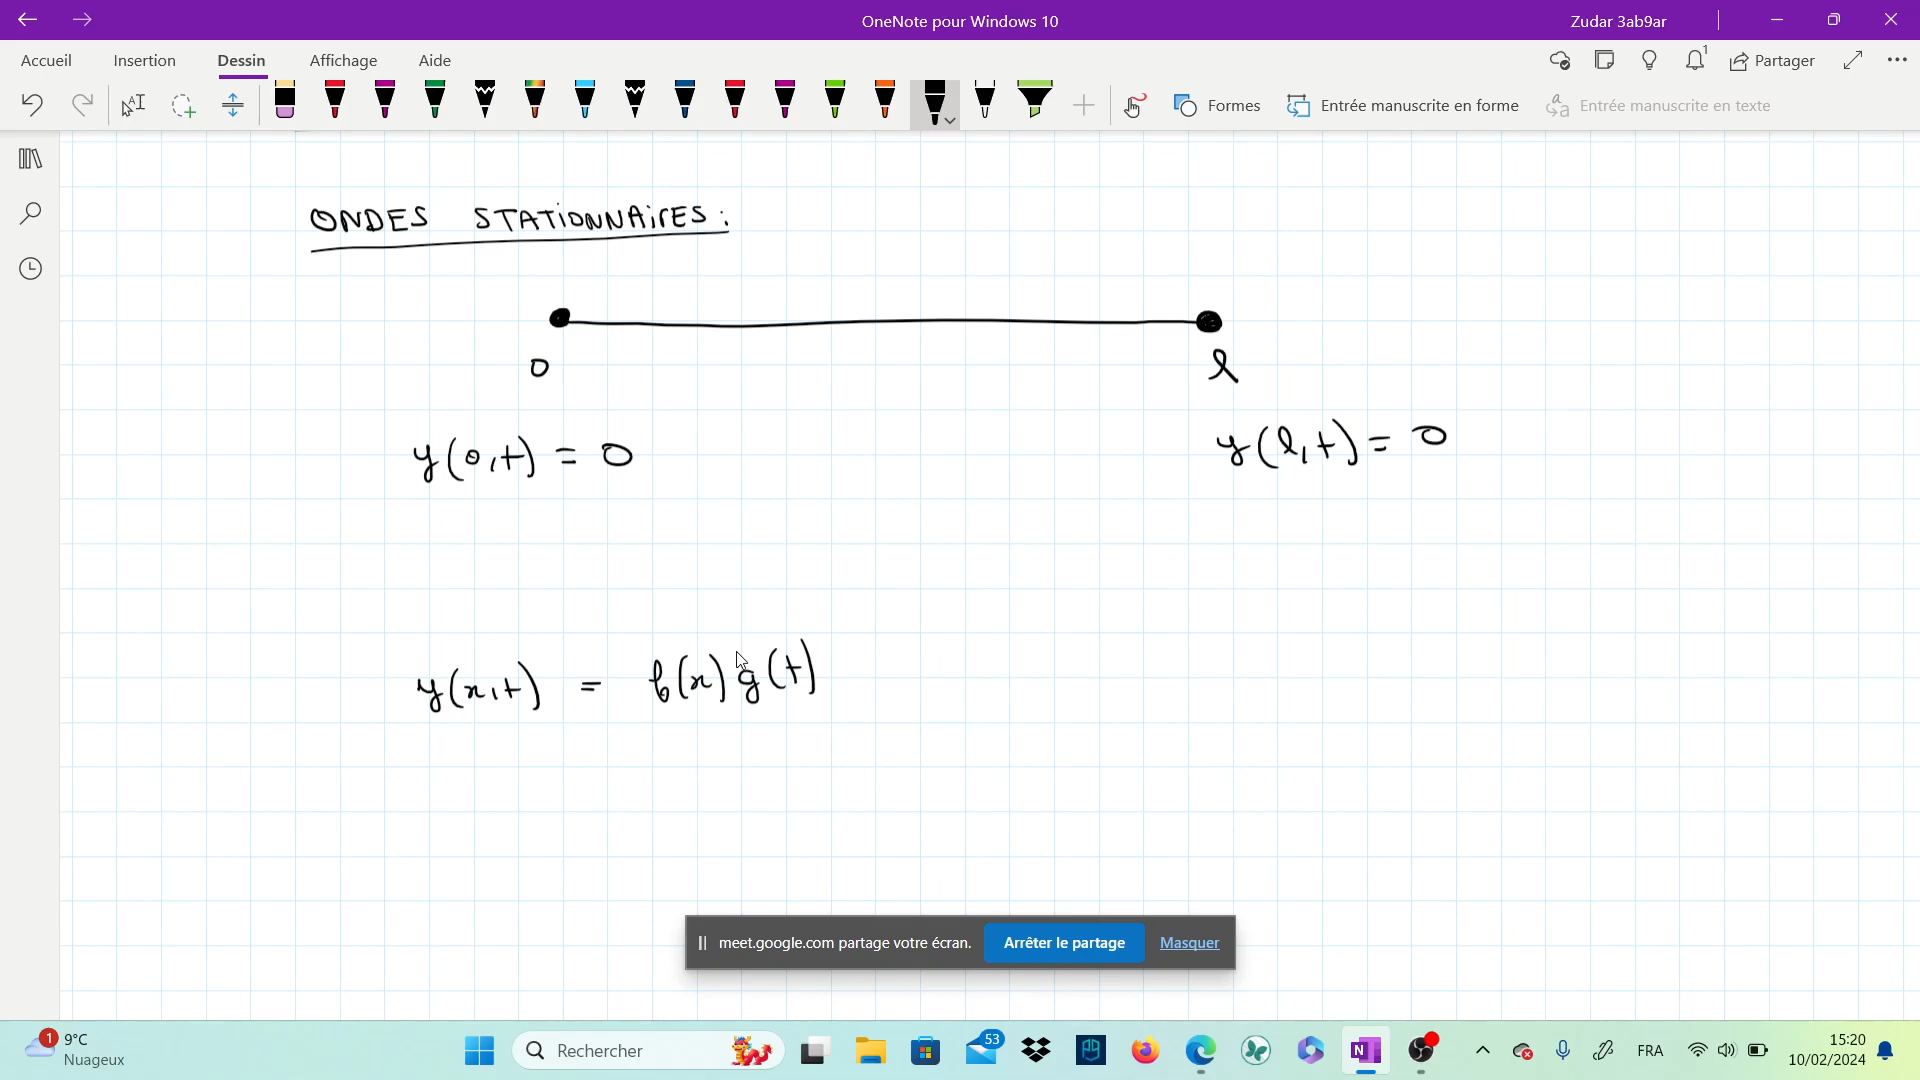 OneNote pour Windows 10
Zudar 3ab9ar
Accueil
Insertion
Dessin
Affichage
Aide
1
Partager
Formes
Entrée manuscrite en forme
Entrée manuscrite en texte
ONDES STATIONNAIRES:
0
l
y(0,t) = 0
y(l,t) = 0
y(x,t) = f(x) g(t)
meet.google.com partage votre écran.
Arrêter le partage
Masquer
1
9°C
Nuageux
Rechercher
53
N
FRA
15:20
10/02/2024